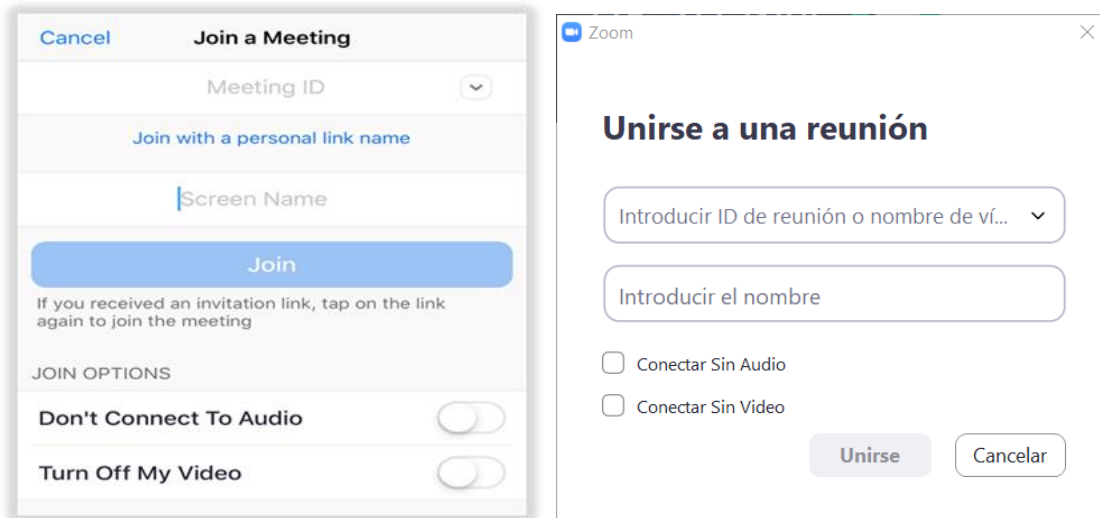 Cancel Join a Meeting
Meeting ID
Join with a personal link name
Screen Name
Join
If you received an invitation link, tap on the link
again to join the meeting
JOIN OPTIONS
Don't Connect To Audio
Turn Off My Video
Zoom
Unirse a una reunión
Introducir ID de reunión o nombre de ví...
Introducir el nombre
Conectar Sin Audio
Conectar Sin Video
Unirse Cancelar